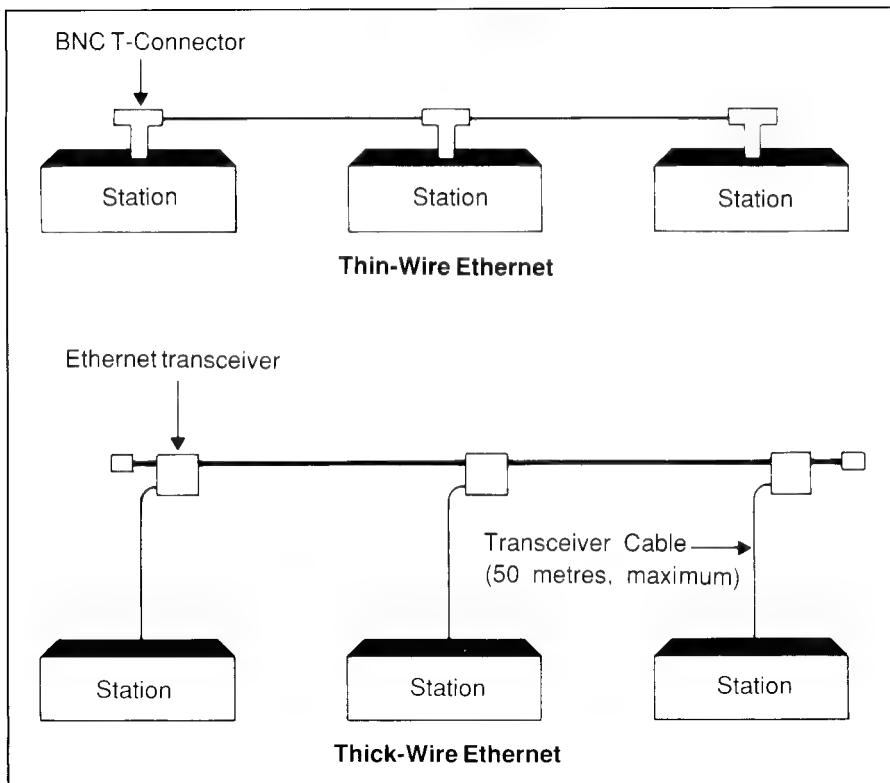 BNC T-Connector
Station
Station
Station
Thin-Wire Ethernet
Ethernet transceiver
Transceiver Cable
(50 metres, maximum)
Station
Station
Station
Thick-Wire Ethernet